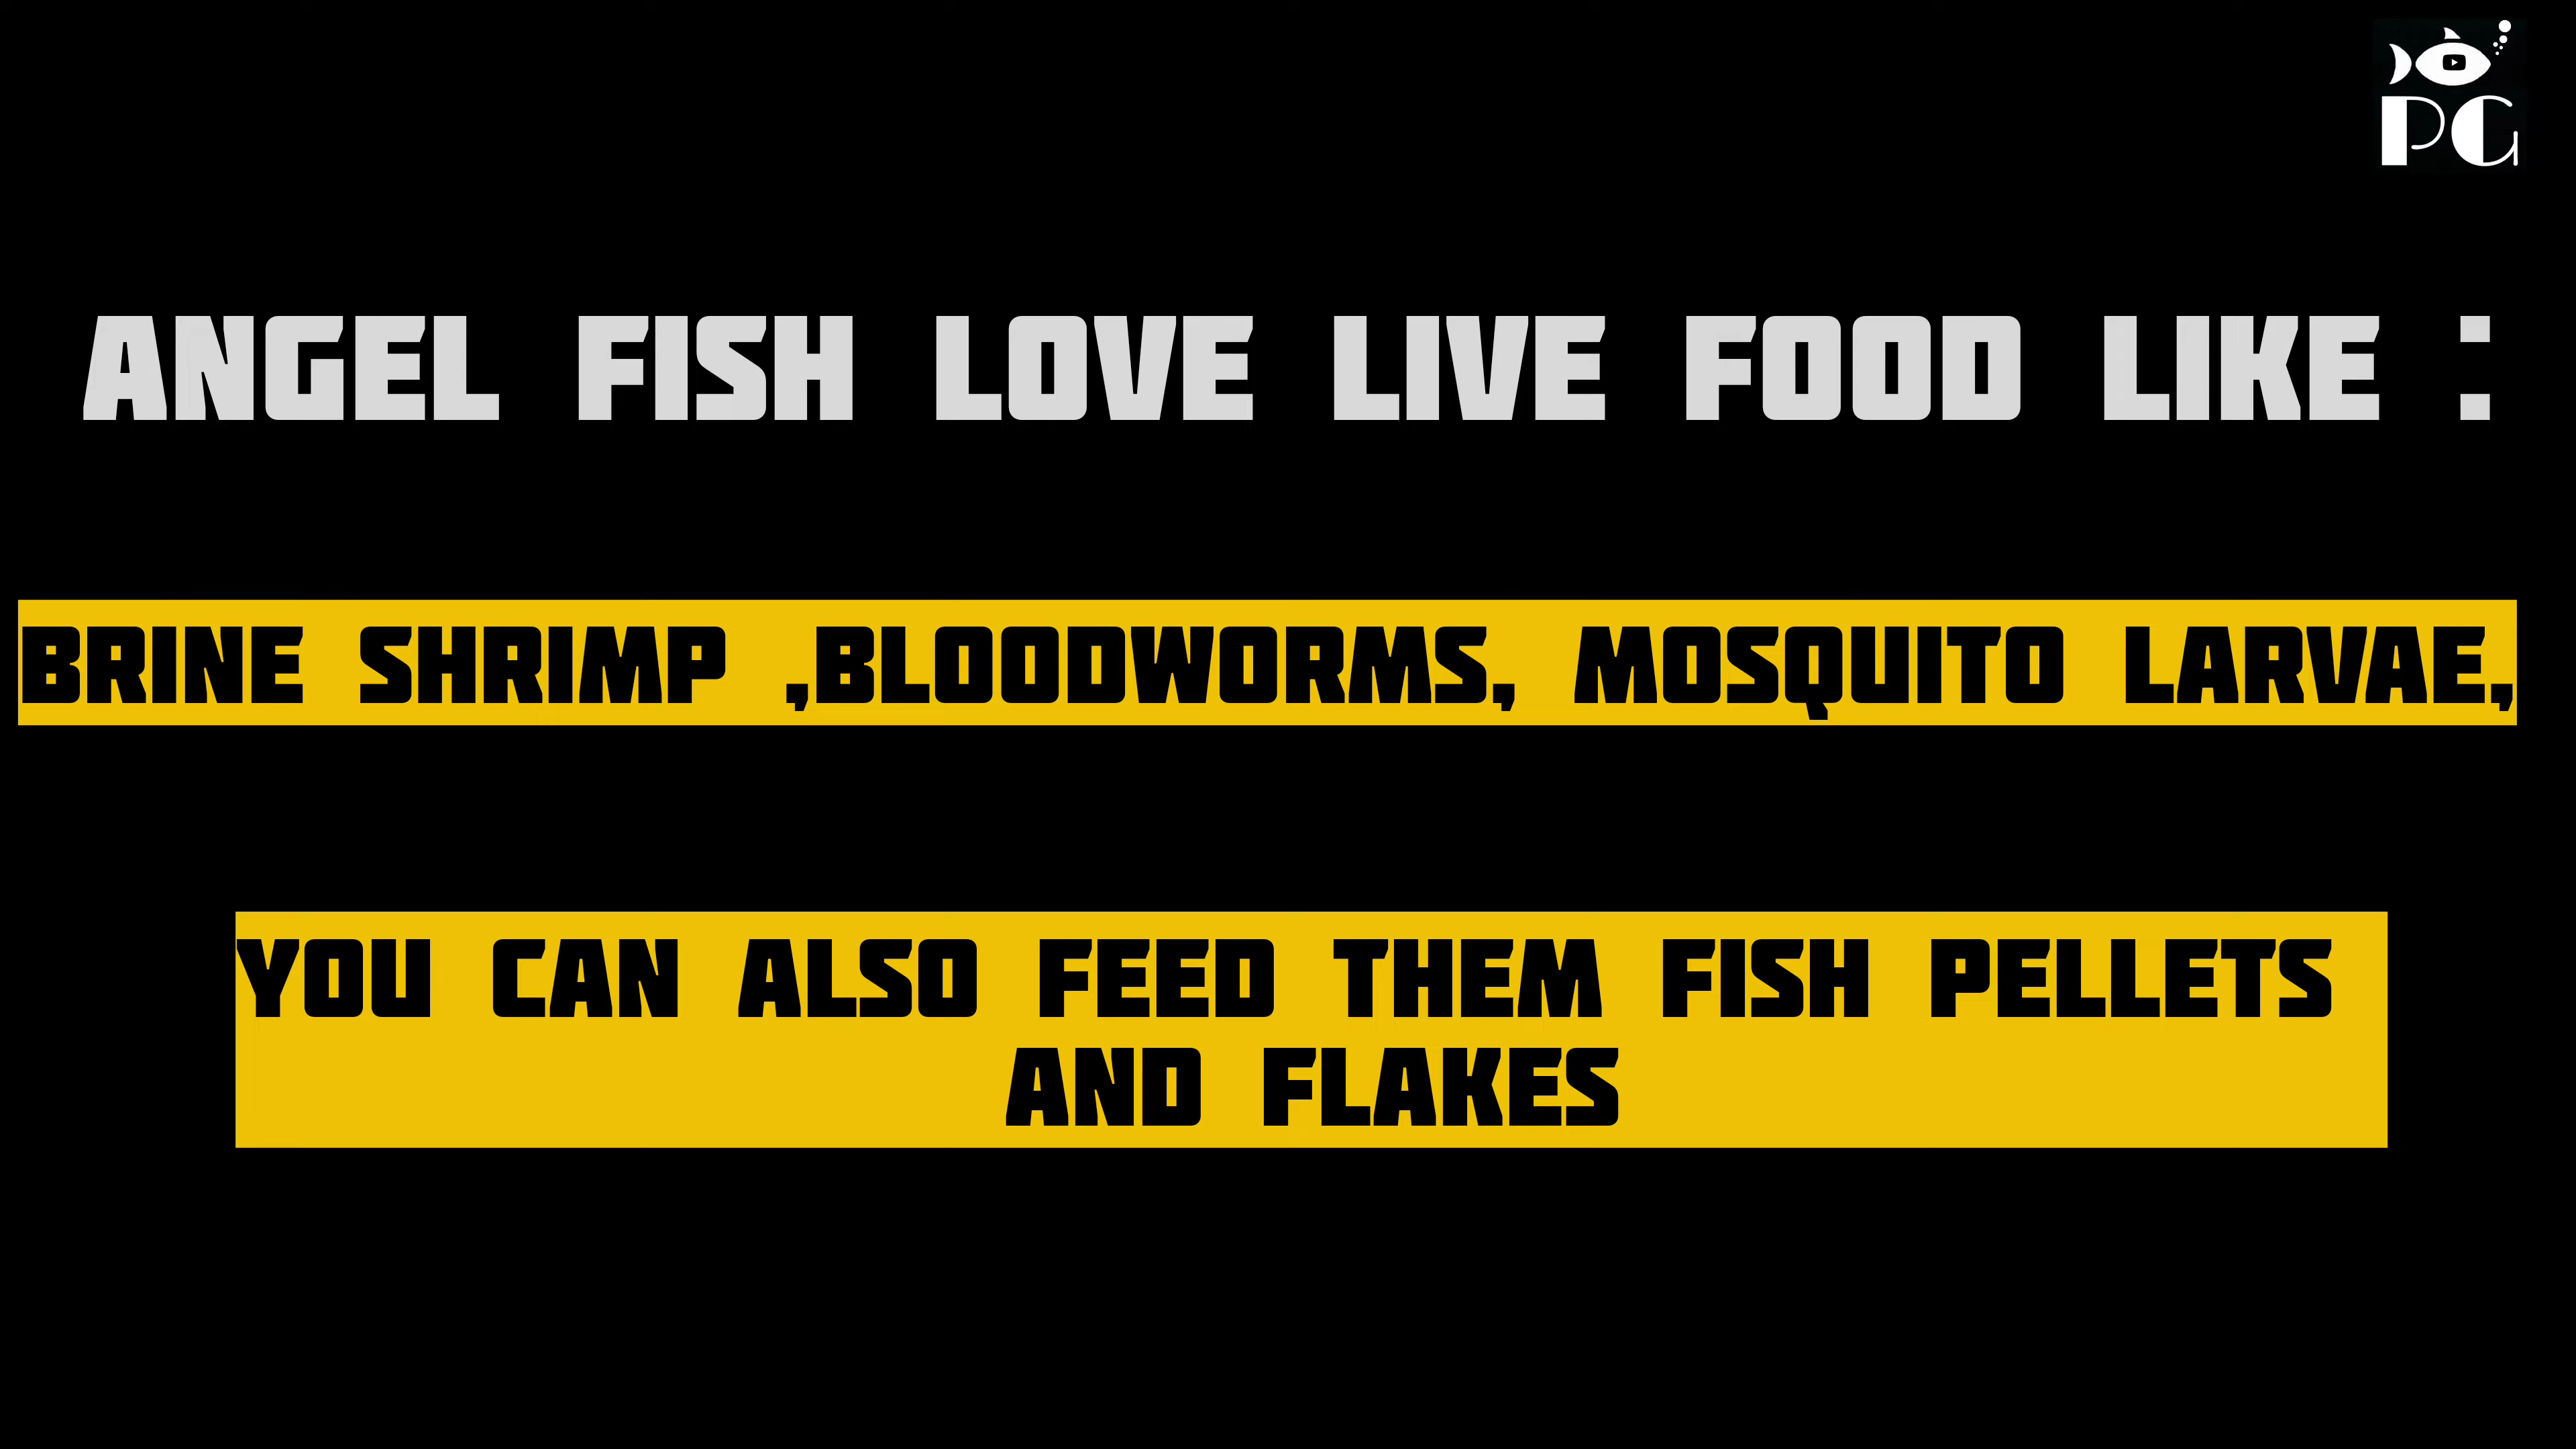 PG
ANGEL FISH LOVE LIVE FOOD LIKE :
BRINE SHRIMP ,BLOODWORMS, MOSQUITO LARVAE,
YOU CAN ALSO FEED THEM FISH PELLETS
AND FLAKES